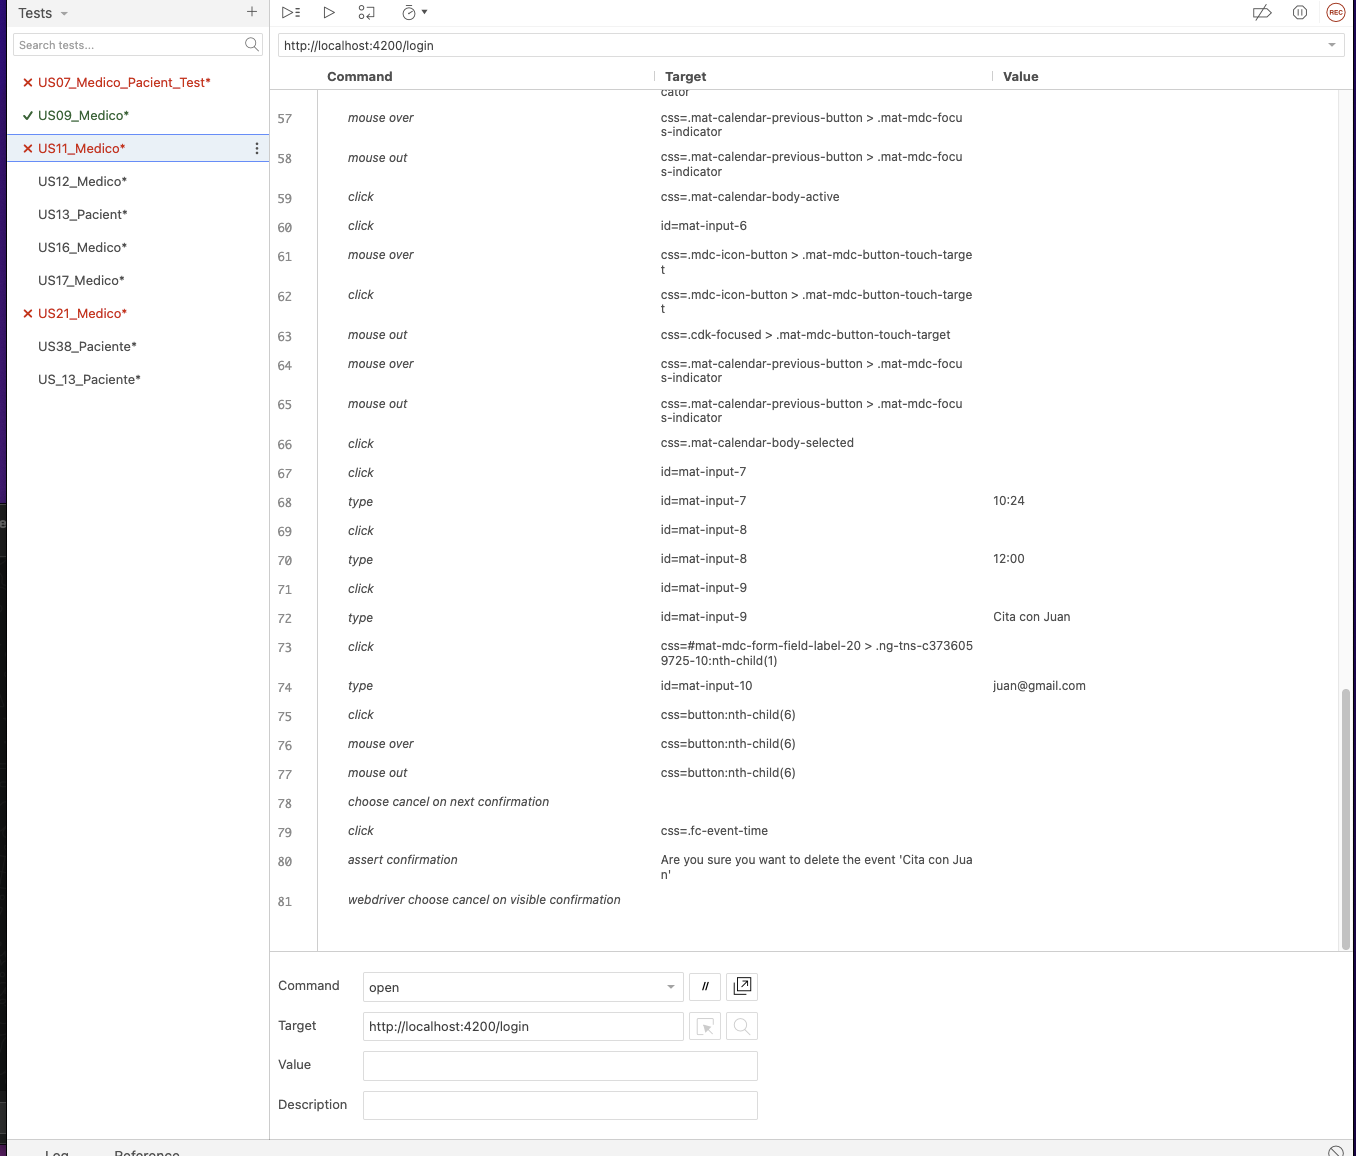 Tests
Search tests...
US07_Medico_Pacient_Test*
US09_Medico*
US11_Medico*
US12_Medico*
US13_Pacient*
US16_Medico*
US17_Medico*
US21_Medico*
US38_Paciente*
US_13_Paciente*
REC
http://localhost:4200/login
Command Target Value
cator
57 mouse over css=.mat-calendar-previous-button > .mat-mdc-focu
s-indicator
58 mouse out css=.mat-calendar-previous-button > .mat-mdc-focu
s-indicator
59 click css=.mat-calendar-body-active
60 click id=mat-input-6
61 mouse over css=.mdc-icon-button > .mat-mdc-button-touch-targe
t
62 click css=.mdc-icon-button > .mat-mdc-button-touch-targe
t
63 mouse out css=.cdk-focused > .mat-mdc-button-touch-target
64 mouse over css=.mat-calendar-previous-button > .mat-mdc-focu
s-indicator
65 mouse out css=.mat-calendar-previous-button > .mat-mdc-focu
s-indicator
66 click css=.mat-calendar-body-selected
67 click id=mat-input-7
68 type id=mat-input-7 10:24
69 click id=mat-input-8
70 type id=mat-input-8 12:00
71 click id=mat-input-9
72 type id=mat-input-9 Cita con Juan
73 click css=#mat-mdc-form-field-label-20 > .ng-tns-c373605
9725-10:nth-child(1)
74 type id=mat-input-10 juan@gmail.com
75 click css=button:nth-child(6)
76 mouse over css=button:nth-child(6)
77 mouse out css=button:nth-child(6)
78 choose cancel on next confirmation
79 click css=.fc-event-time
80 assert confirmation Are you sure you want to delete the event 'Cita con Jua
n'
81 webdriver choose cancel on visible confirmation
Command open //
Target http://localhost:4200/login
Value
Description
Log Reference